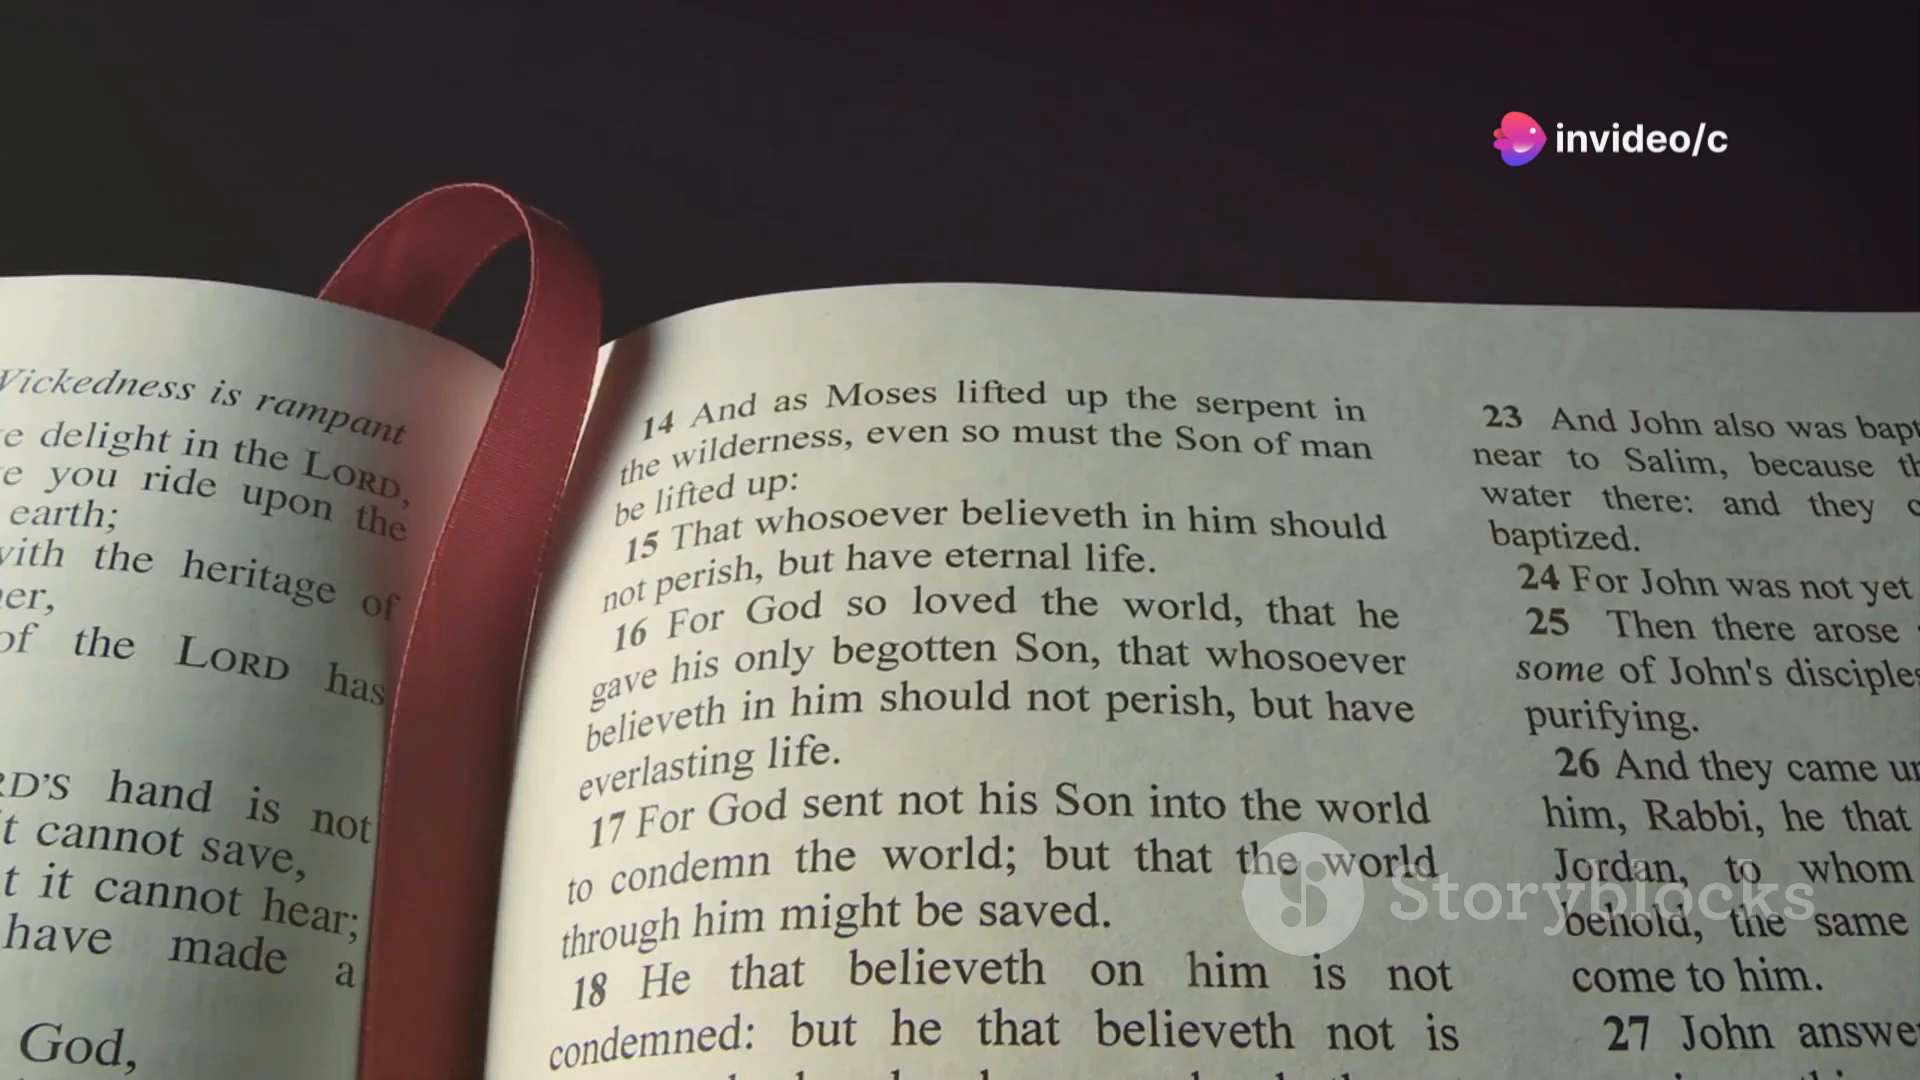 invideo/c
Wickedness is rampant
delight in the LORD,
you ride upon the
earth;
with the heritage of
of the LORD has
hand is not
cannot save,
it cannot hear;
have made a
God,
14 And as Moses lifted up the serpent in
the wilderness, even so must the Son of man
be lifted up:
15 That whosoever believeth in him should
not perish, but have eternal life.
16 For God so loved the world, that he
gave his only begotten Son, that whosoever
believeth in him should not perish, but have
everlasting life.
17 For God sent not his Son into the world
to condemn the world; but that the world
through him might be saved.
18 He that believeth on him is not
condemned: but he that believeth not is
23 And John also was bapt
near to Salim, because th
water there: and they
baptized.
24 For John was not yet
25 Then there arose
some of John's disciples
purifying.
26 And they came un
him, Rabbi, he that
Jordan, to whom
behold, the same
come to him.
27 John answe
Storyblocks